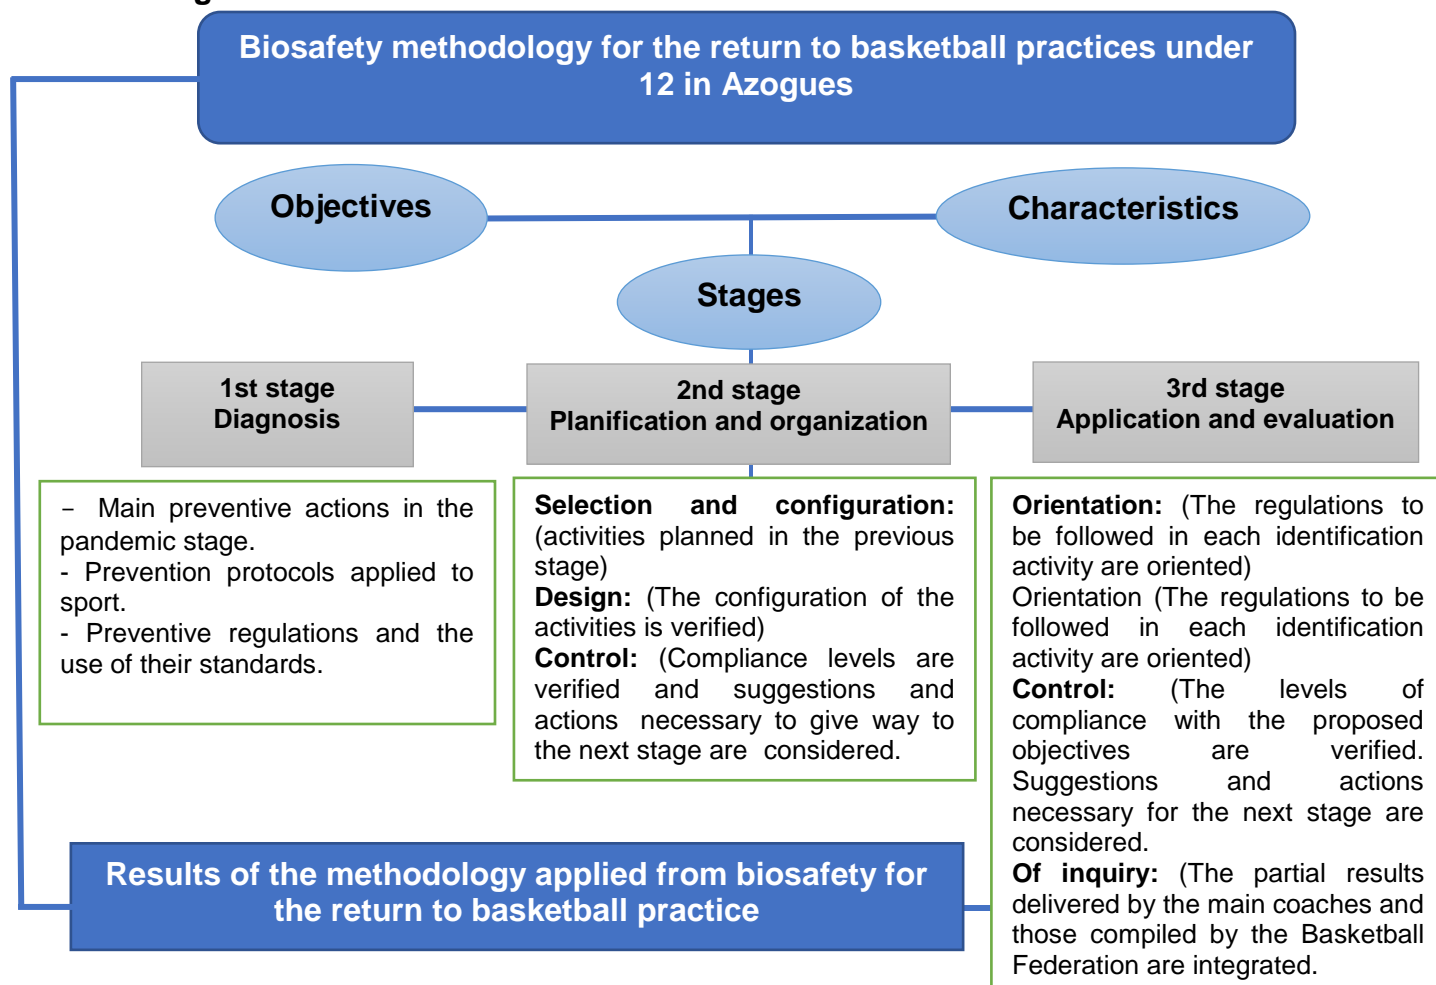 Biosafety methodology for the return to basketball practices under
12 in Azogues
Objectives
Characteristics
Stages
1st stage
Diagnosis
2nd stage
Planification and organization
3rd stage
Application and evaluation
– Main preventive actions in the
pandemic stage.
- Prevention protocols applied to
sport.
- Preventive regulations and the
use of their standards.
Selection and configuration:
(activities planned in the previous
stage)
Design: (The configuration of the
activities is verified)
Control: (Compliance levels are
verified and suggestions and
actions necessary to give way to
the next stage are considered.
Orientation: (The regulations to
be followed in each identification
activity are oriented)
Orientation (The regulations to be
followed in each identification
activity are oriented)
Control: (The levels of
compliance with the proposed
objectives are verified.
Suggestions and actions
necessary for the next stage are
considered.
Of inquiry: (The partial results
delivered by the main coaches and
those compiled by the Basketball
Federation are integrated.
Results of the methodology applied from biosafety for
the return to basketball practice